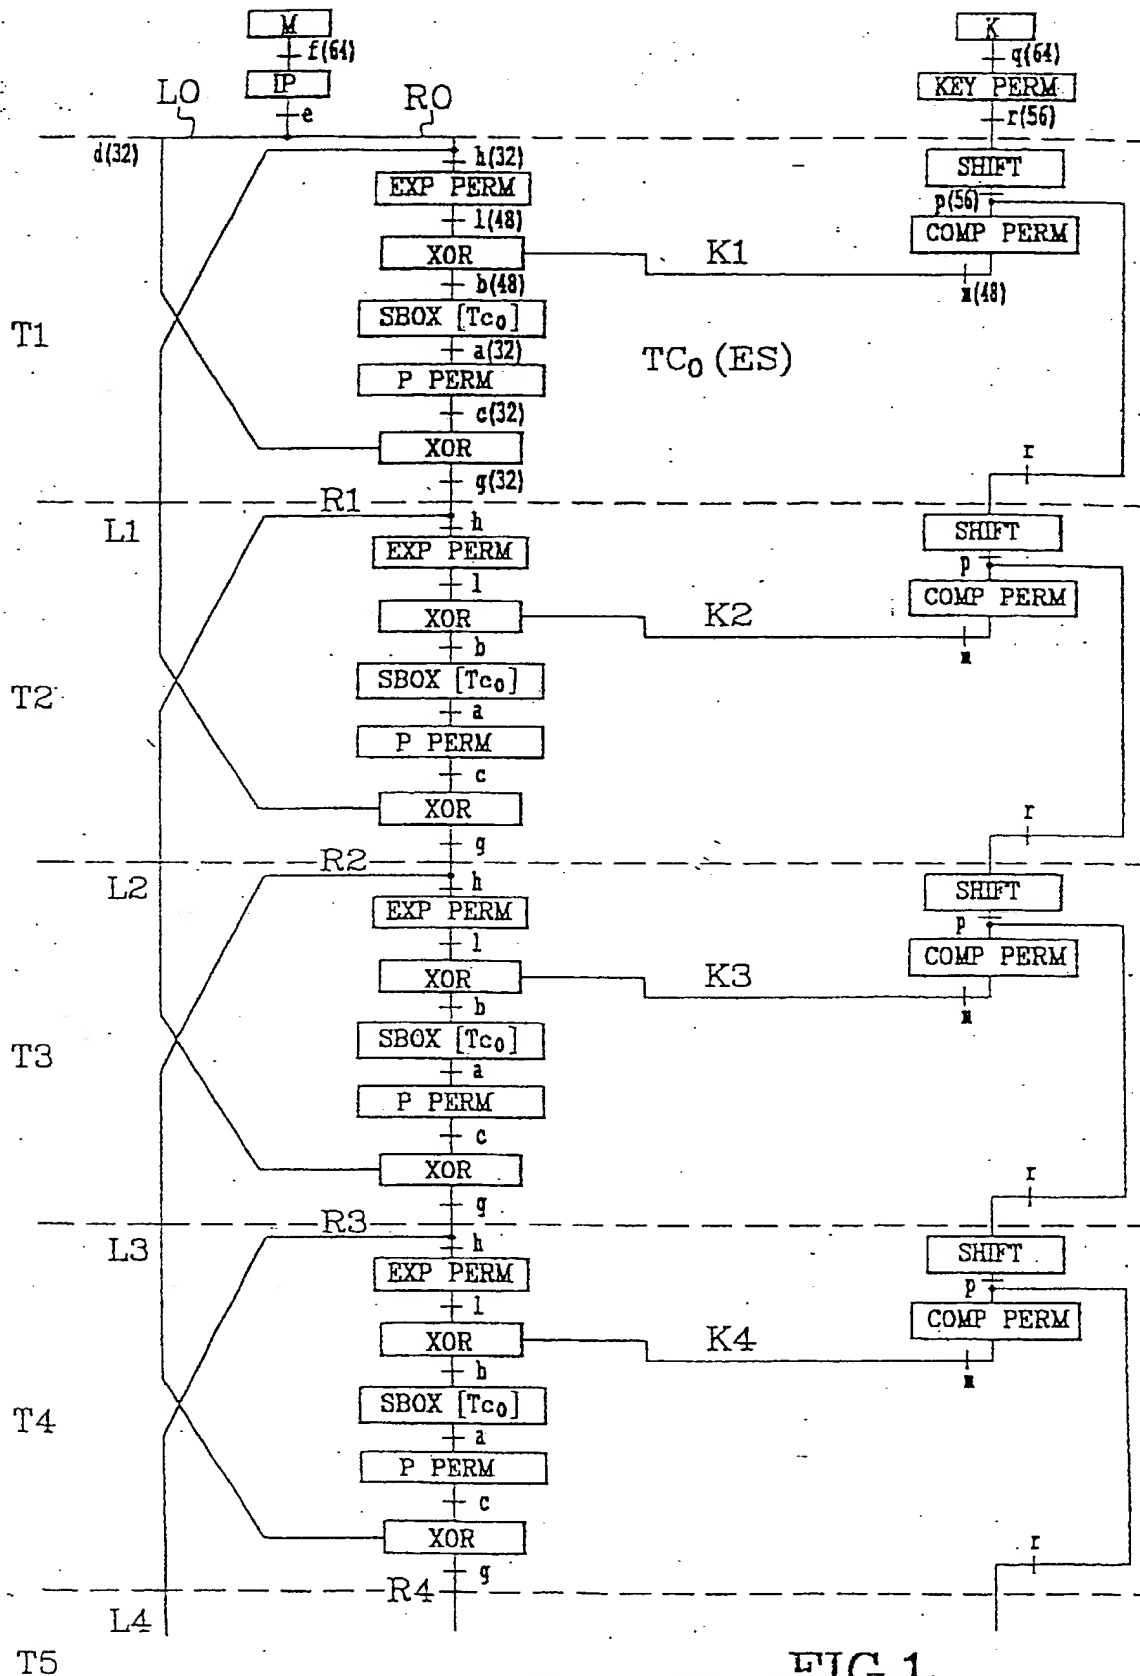 M K
f(64) q(64)
IP KEY PERM
L0 R0
e r(56)
d(32)
h(32) SHIFT
EXP PERM p(56)
l(48) COMP PERM
XOR K1
b(48) m(48)
SBOX [Tc0]
T1 a(32) TC0 (ES)
P PERM
c(32)
XOR r
g(32)
R1
L1 h SHIFT
EXP PERM p
l COMP PERM
XOR K2
b m
SBOX [Tc0]
T2 a
P PERM
c
XOR r
g
R2
L2 h SHIFT
EXP PERM p
l COMP PERM
XOR K3
b m
SBOX [Tc0]
T3 a
P PERM
c
XOR r
g
R3
L3 h SHIFT
EXP PERM p
l COMP PERM
XOR K4
b m
SBOX [Tc0]
T4 a
P PERM
c
XOR r
g
R4
L4
T5 FIG.1